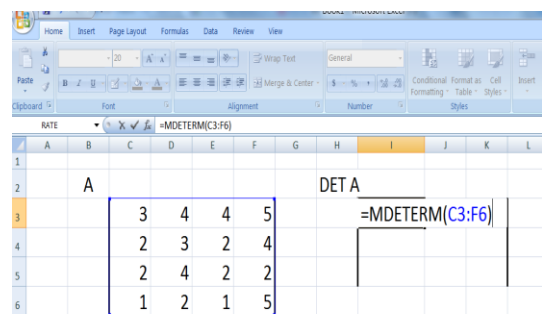 Home Insert Page Layout Formulas Data Review View
20 A A Wrap Text General
Paste B I U A Merge & Center $ % , Conditional Formatting Format as Table Cell Styles Insert
Clipboard Font Alignment Number Styles
RATE X ✓ fx =MDETERM(C3:F6)
A B C D E F G H I J K L
1
2 A DET A
3 3 4 4 5 =MDETERM(C3:F6)
4 2 3 2 4
5 2 4 2 2
6 1 2 1 5